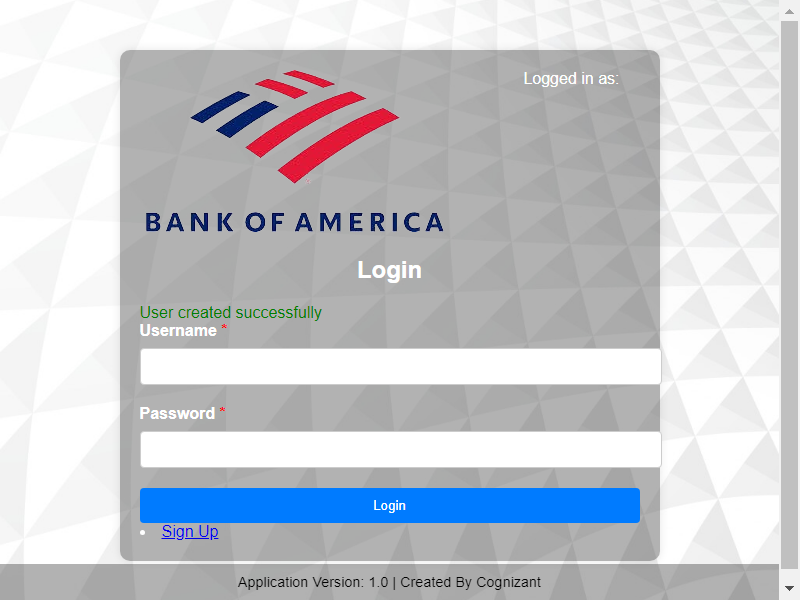 Logged in as:
BANK OF AMERICA
Login
User created successfully
Username *
Password *
Login
Sign Up
Application Version: 1.0 | Created By Cognizant